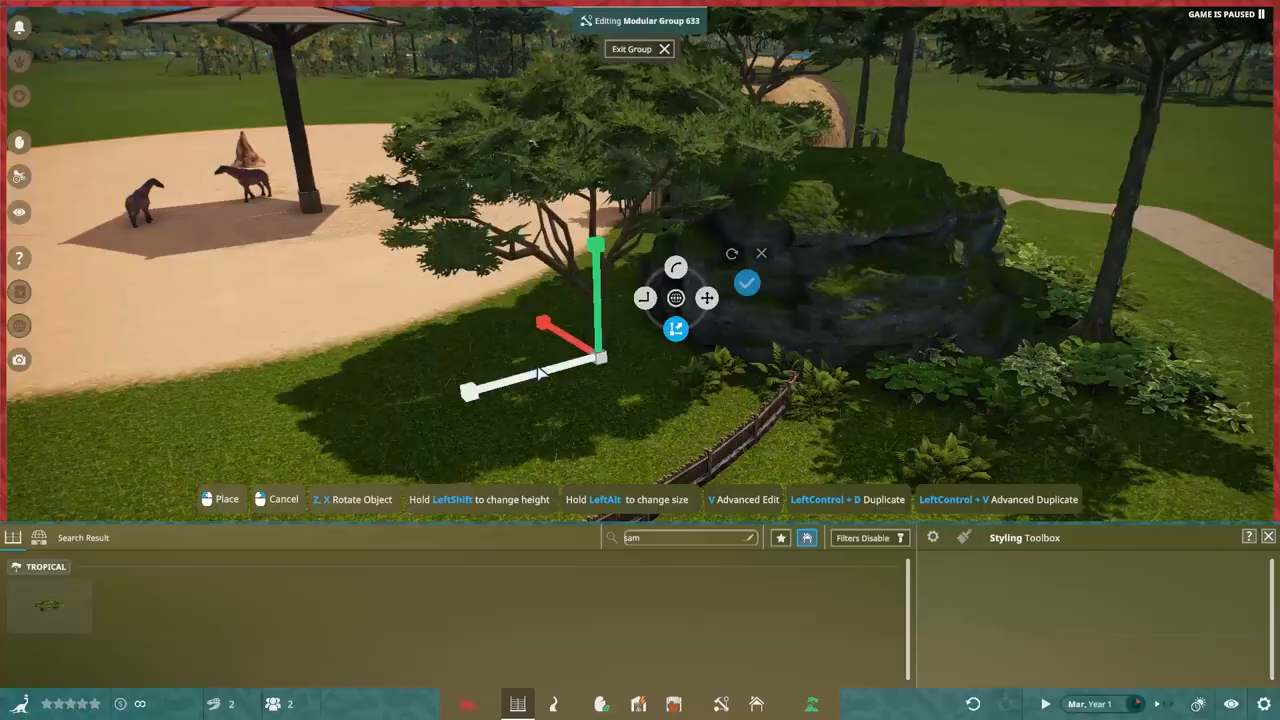 Editing Modular Group 633
GAME IS PAUSED
Exit Group
?
Place
Cancel
Z, X Rotate Object
Hold LeftShift to change height
Hold LeftAlt to change size
V Advanced Edit
LeftControl + D Duplicate
LeftControl + V Advanced Duplicate
Search Result
sam
Filters Disable
Styling Toolbox
?
TROPICAL
∞
2
2
Mar, Year 1